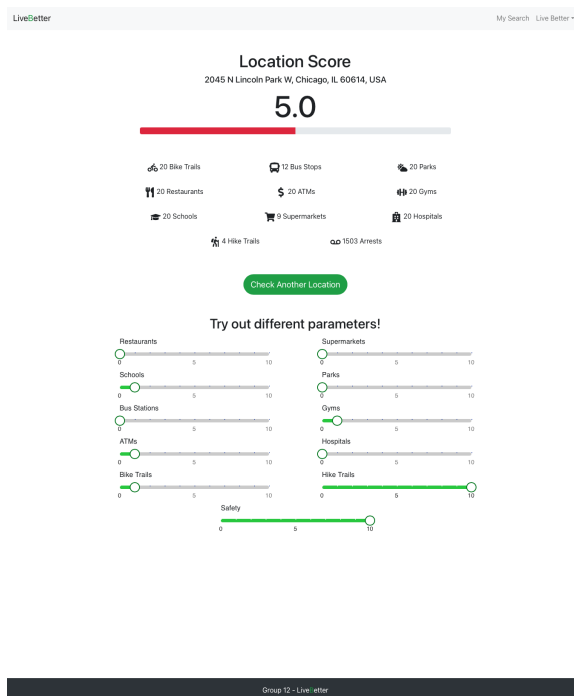 LiveBetter My Search Live Better
Location Score
2045 N Lincoln Park W, Chicago, IL 60614, USA
5.0
20 Bike Trails 12 Bus Stops 20 Parks
20 Restaurants 20 ATMs 20 Gyms
20 Schools 9 Supermarkets 20 Hospitals
4 Hike Trails 1503 Arrests
Check Another Location
Try out different parameters!
Restaurants Supermarkets
0 5 10 0 5 10
Schools Parks
0 5 10 0 5 10
Bus Stations Gyms
0 5 10 0 5 10
ATMs Hospitals
0 5 10 0 5 10
Bike Trails Hike Trails
0 5 10 0 5 10
Safety
0 5 10
Group 12 - LiveBetter